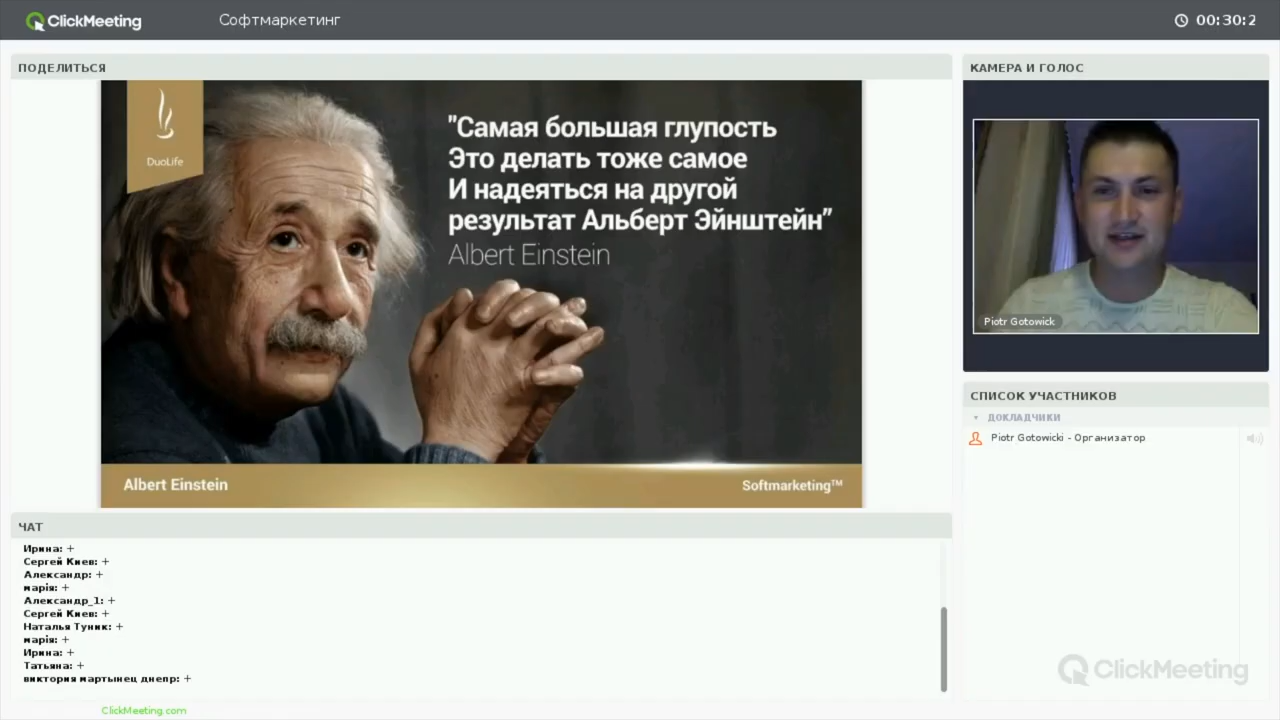 ClickMeeting
Софтмаркетинг
00:30:2
ПОДЕЛИТЬСЯ
DuoLife
"Самая большая глупость
Это делать тоже самое
И надеяться на другой
результат Альберт Эйнштейн”
Albert Einstein
Albert Einstein
Softmarketing™
КАМЕРА И ГОЛОС
Piotr Gotowick
СПИСОК УЧАСТНИКОВ
ДОКЛАДЧИКИ
Piotr Gotowicki - Организатор
ЧАТ
Ирина: +
Сергей Киев: +
Александр: +
марія: +
Александр_1: +
Сергей Киев: +
Наталья Туник: +
марія: +
Ирина: +
Татьяна: +
виктория мартынец днепр: +
ClickMeeting
ClickMeeting.com